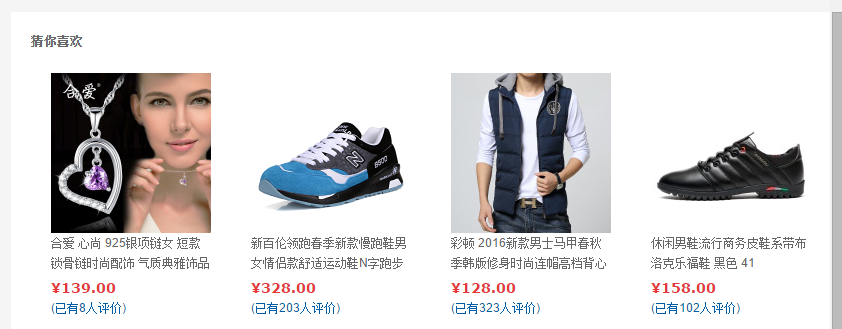 猜你喜欢
合爱®
N
8500
合爱 心尚 925银项链女 短款
锁骨链时尚配饰 气质典雅饰品
¥139.00
(已有8人评价)
新百伦领跑春季新款慢跑鞋男
女情侣款舒适运动鞋N字跑步
¥328.00
(已有203人评价)
彩顿 2016新款男士马甲春秋
季韩版修身时尚连帽高档背心
¥128.00
(已有323人评价)
休闲男鞋流行商务皮鞋系带布
洛克乐福鞋 黑色 41
¥158.00
(已有102人评价)